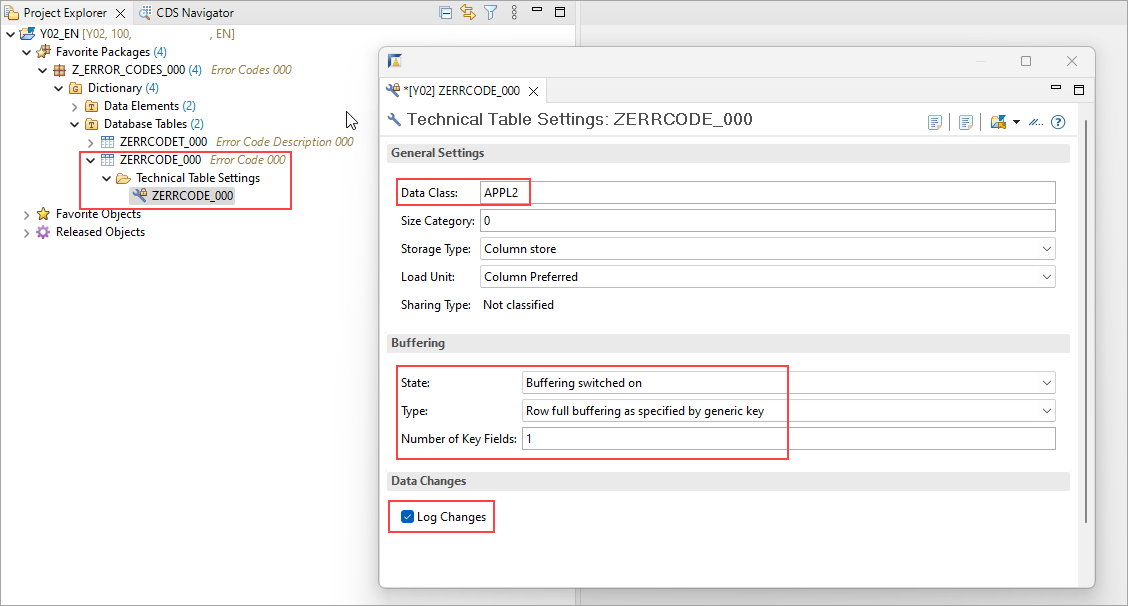 Project Explorer
CDS Navigator
Y02_EN [Y02, 100, , EN]
Favorite Packages (4)
Z_ERROR_CODES_000 (4) Error Codes 000
Dictionary (4)
Data Elements (2)
Database Tables (2)
ZERRCODET_000 Error Code Description 000
ZERRCODE_000 Error Code 000
Technical Table Settings
ZERRCODE_000
Favorite Objects
Released Objects
*[Y02] ZERRCODE_000
Technical Table Settings: ZERRCODE_000
General Settings
Data Class: APPL2
Size Category: 0
Storage Type: Column store
Load Unit: Column Preferred
Sharing Type: Not classified
Buffering
State: Buffering switched on
Type: Row full buffering as specified by generic key
Number of Key Fields: 1
Data Changes
Log Changes